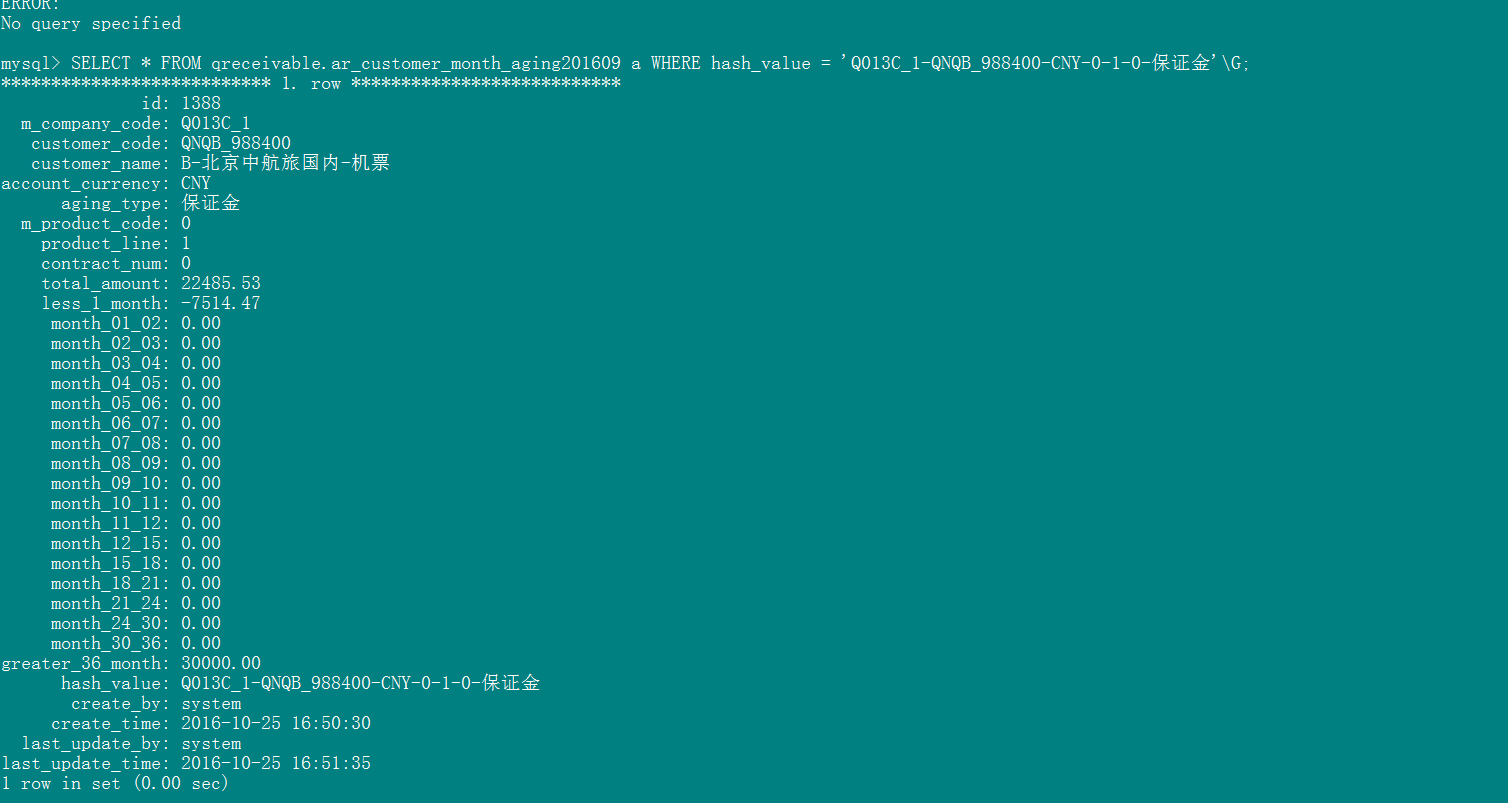 ERROR:
No query specified
mysql> SELECT * FROM qreceivable.ar_customer_month_aging201609 a WHERE hash_value = 'Q013C_1-QNQB_988400-CNY-0-1-0-保证金'\G;
*************************** 1. row ***************************
id: 1388
m_company_code: Q013C_1
customer_code: QNQB_988400
customer_name: B-北京中航旅国内-机票
account_currency: CNY
aging_type: 保证金
m_product_code: 0
product_line: 1
contract_num: 0
total_amount: 22485.53
less_1_month: -7514.47
month_01_02: 0.00
month_02_03: 0.00
month_03_04: 0.00
month_04_05: 0.00
month_05_06: 0.00
month_06_07: 0.00
month_07_08: 0.00
month_08_09: 0.00
month_09_10: 0.00
month_10_11: 0.00
month_11_12: 0.00
month_12_15: 0.00
month_15_18: 0.00
month_18_21: 0.00
month_21_24: 0.00
month_24_30: 0.00
month_30_36: 0.00
greater_36_month: 30000.00
hash_value: Q013C_1-QNQB_988400-CNY-0-1-0-保证金
create_by: system
create_time: 2016-10-25 16:50:30
last_update_by: system
last_update_time: 2016-10-25 16:51:35
1 row in set (0.00 sec)